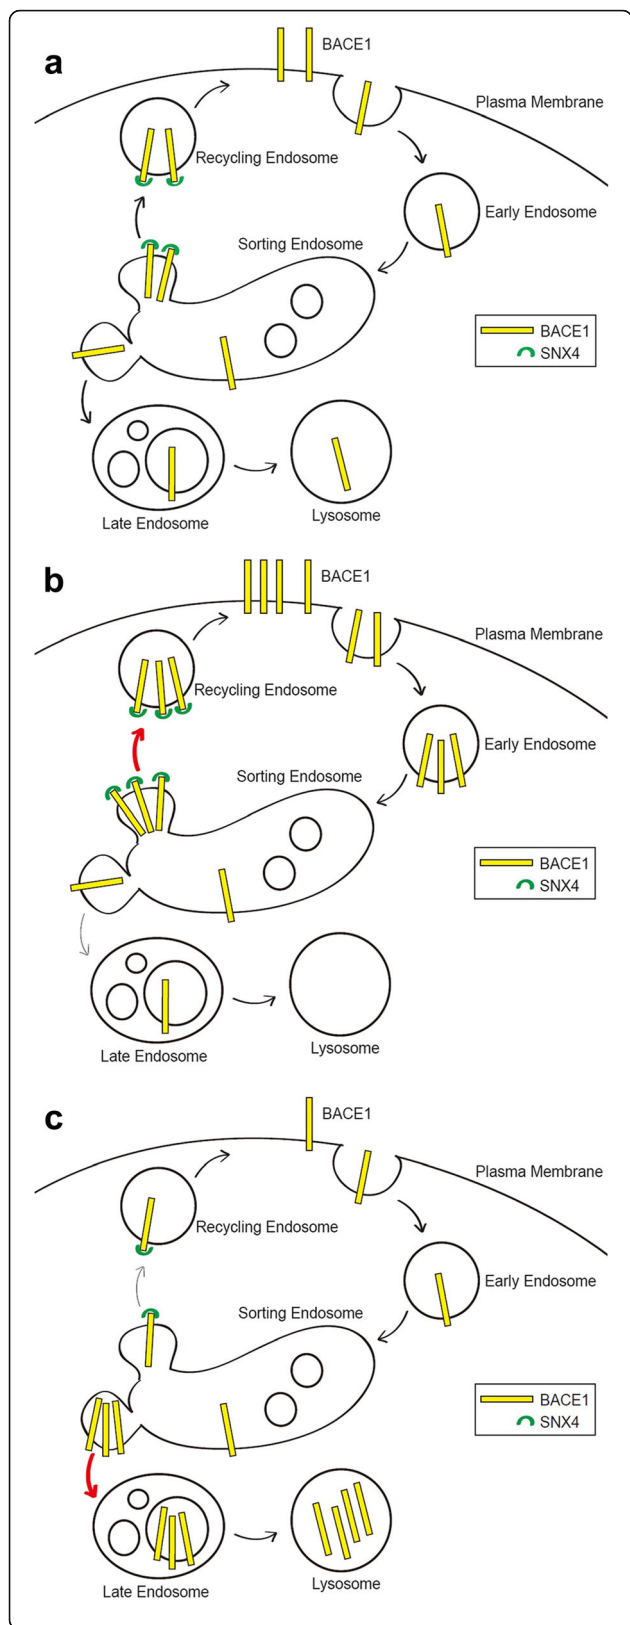 a
BACE1
Plasma Membrane
Recycling Endosome
Early Endosome
Sorting Endosome
BACE1
SNX4
Late Endosome
Lysosome
b
BACE1
Plasma Membrane
Recycling Endosome
Early Endosome
Sorting Endosome
BACE1
SNX4
Late Endosome
Lysosome
c
BACE1
Plasma Membrane
Recycling Endosome
Early Endosome
Sorting Endosome
BACE1
SNX4
Late Endosome
Lysosome